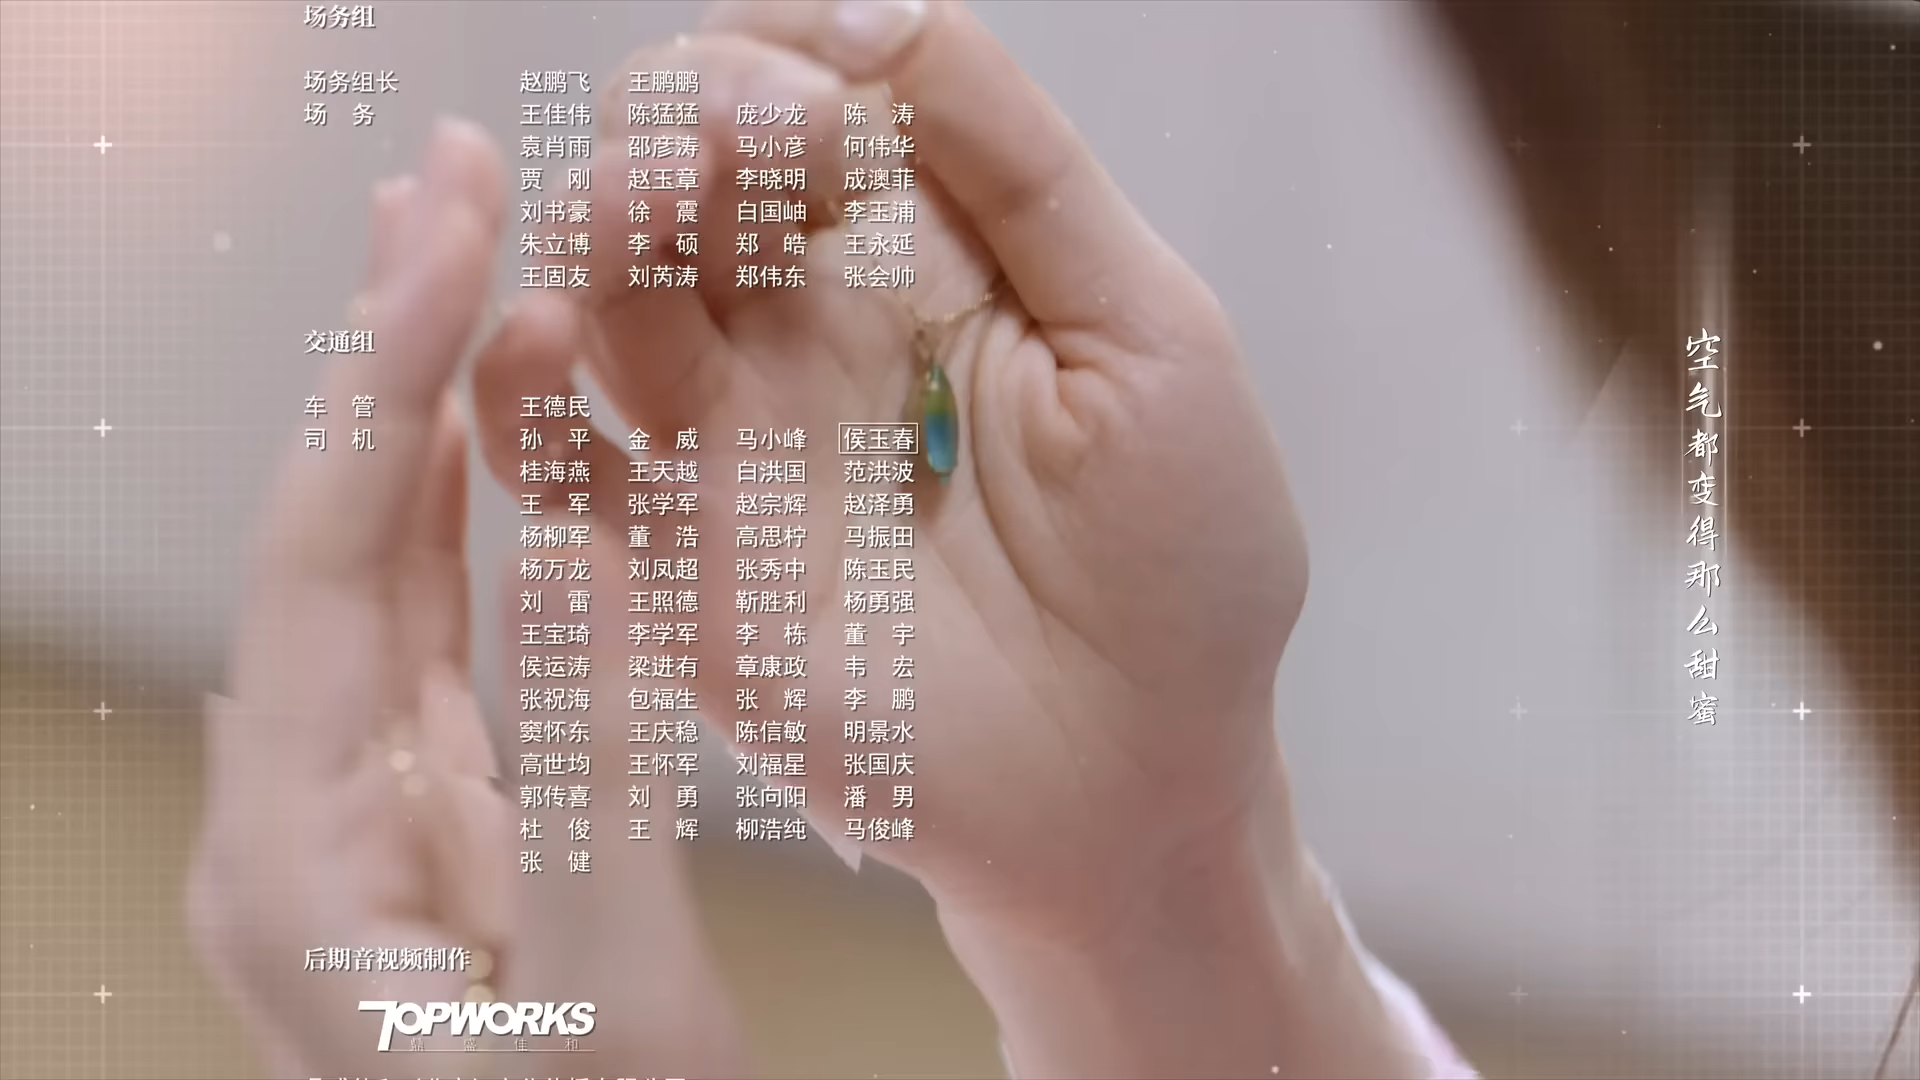 场务组
场务组长 赵鹏飞 王鹏鹏
场 务 王佳伟 陈猛猛 庞少龙 陈 涛
袁肖雨 邵彦涛 马小彦 何伟华
贾 刚 赵玉章 李晓明 成澳菲
刘书豪 徐 震 白国岫 李玉浦
朱立博 李 硕 郑 皓 王永延
王固友 刘芮涛 郑伟东 张会帅
交通组
车 管 王德民
司 机 孙 平 金 威 马小峰 侯玉春
桂海燕 王天越 白洪国 范洪波
王 军 张学军 赵宗辉 赵泽勇
杨柳军 董 浩 高思柠 马振田
杨万龙 刘凤超 张秀中 陈玉民
刘 雷 王照德 靳胜利 杨勇强
王宝琦 李学军 李 栋 董 宇
侯运涛 梁进有 章康政 韦 宏
张祝海 包福生 张 辉 李 鹏
窦怀东 王庆稳 陈信敏 明景水
高世均 王怀军 刘福星 张国庆
郭传喜 刘 勇 张向阳 潘 男
杜 俊 王 辉 柳浩纯 马俊峰
张 健
后期音视频制作
TOPWORKS
鼎盛佳和
空气都变得那么甜蜜